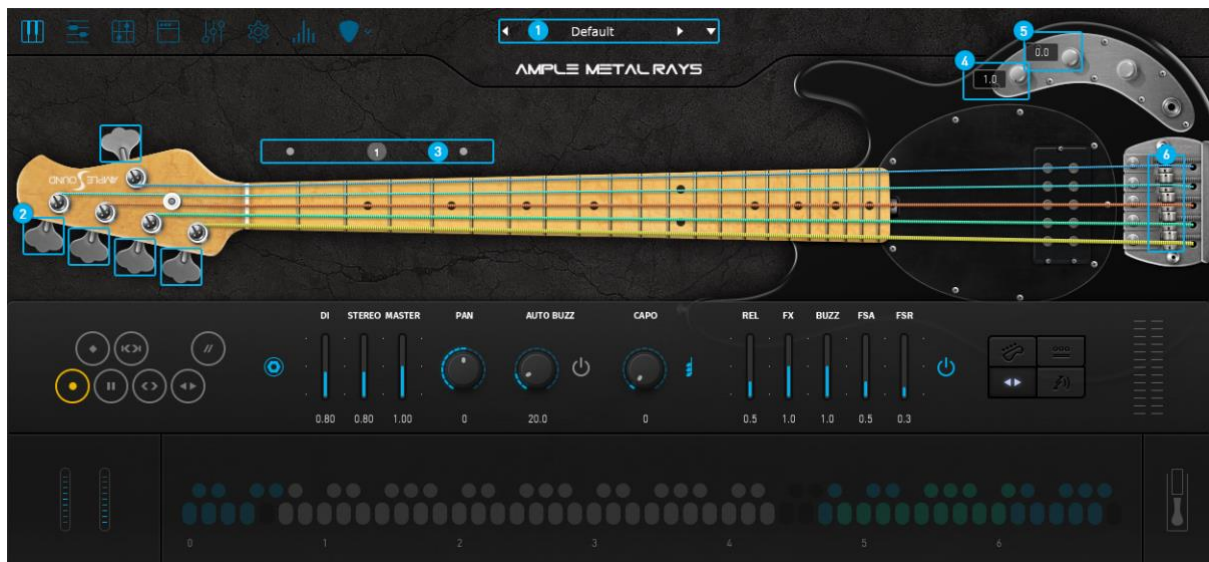 1 Default
5
0.0
4
1.0
AMPLE METAL RAYS
1 3
6
AMPLE SOUND
2
DI STEREO MASTER PAN AUTO BUZZ CAPO REL FX BUZZ FSA FSR
0.80 0.80 1.00 0 20.0 0 0.5 1.0 1.0 0.5 0.3
0 1 2 3 4 5 6